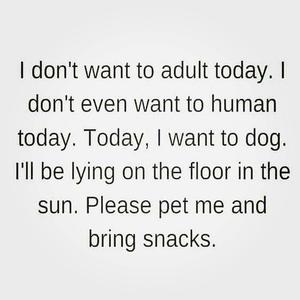 I don't want to adult today. I
don't even want to human
today. Today, I want to dog.
I'll be lying on the floor in the
sun. Please pet me and
bring snacks.